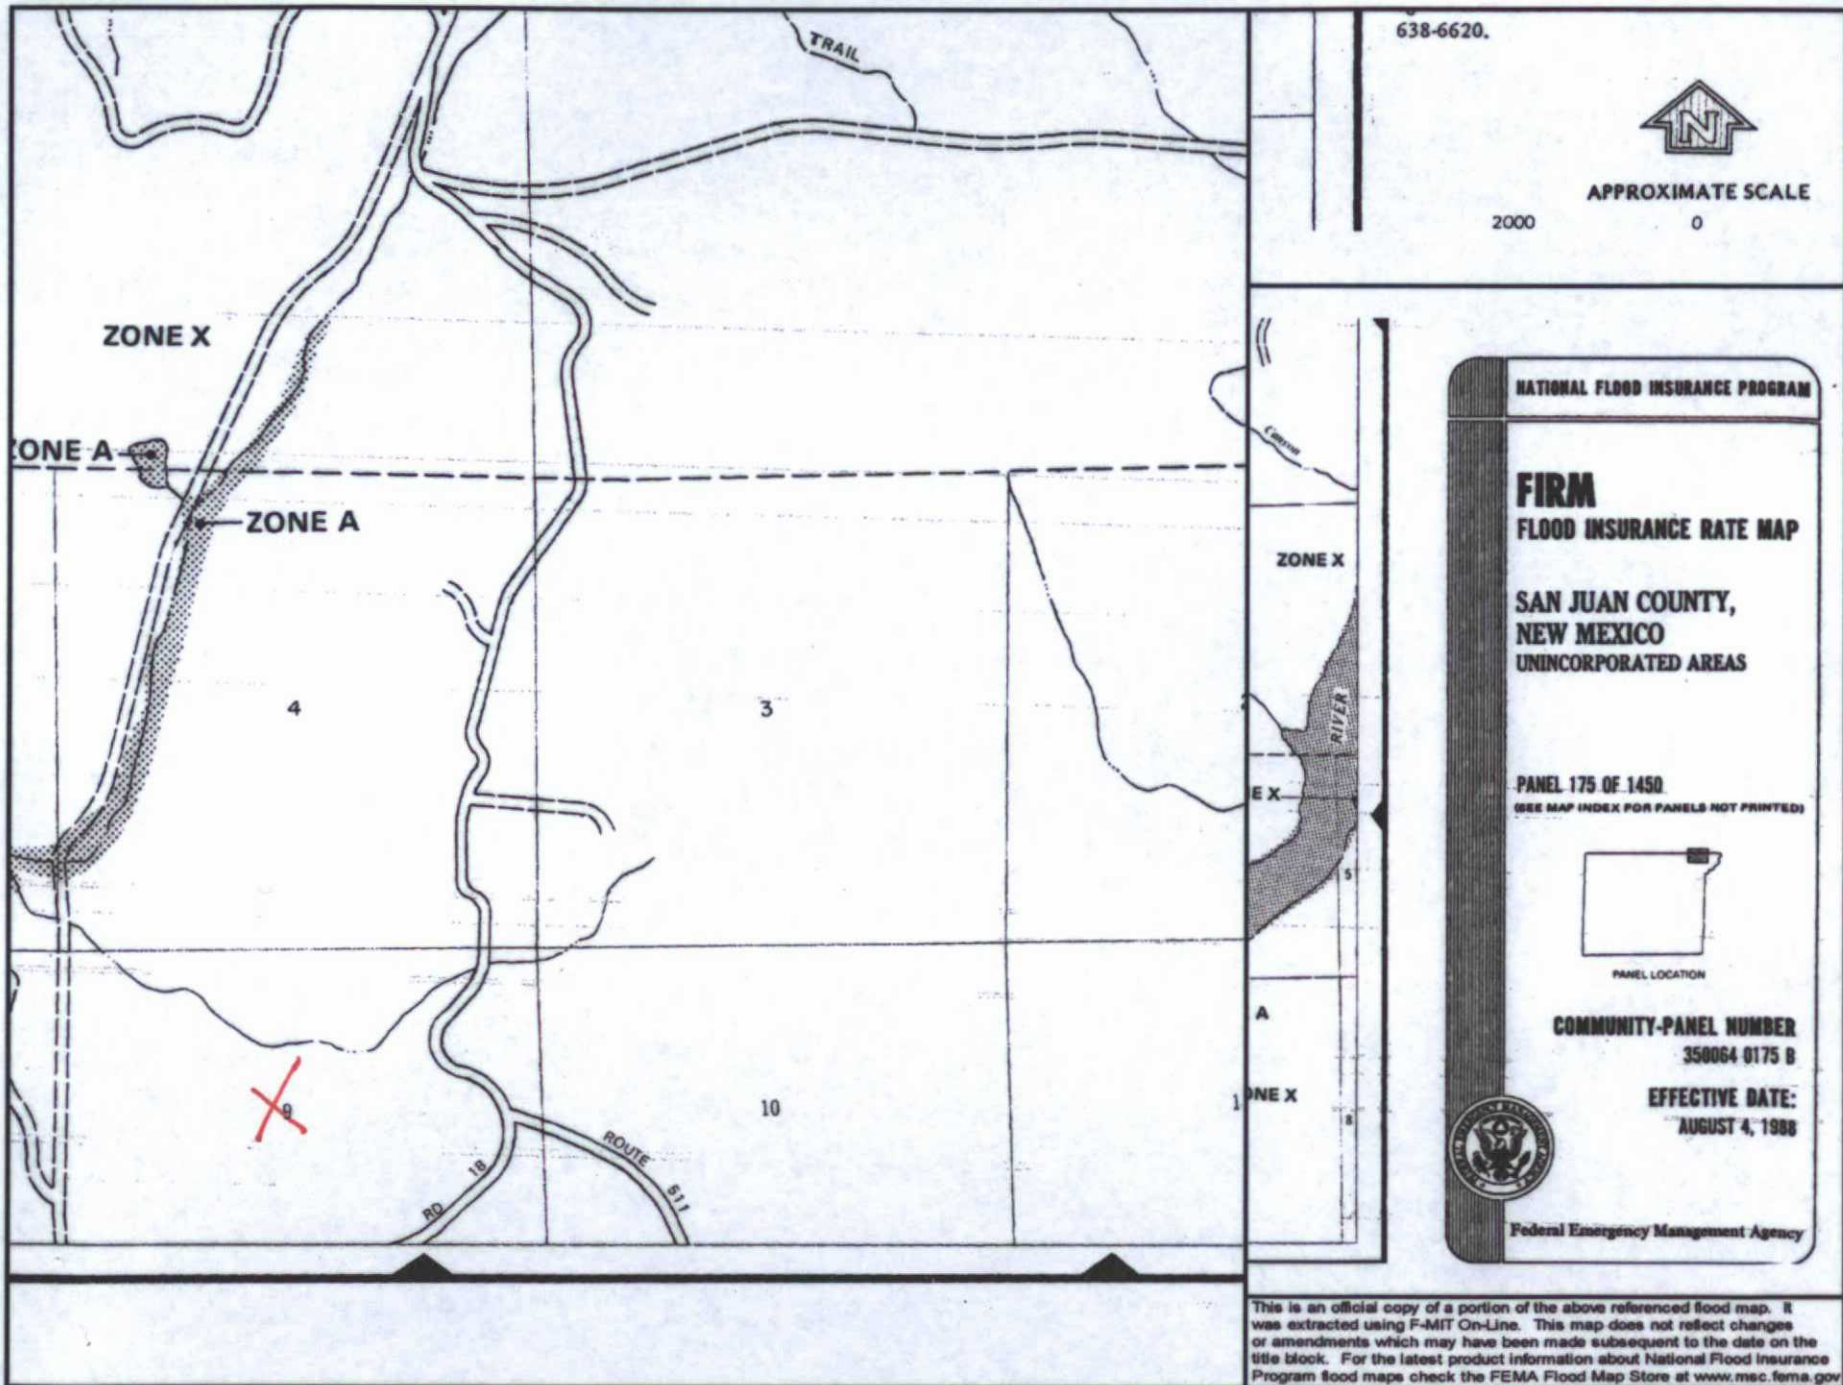 TRAIL
ZONE X
ZONE A
ZONE A
4
3
10
RD 18
ROUTE 511
638-6620.
N
APPROXIMATE SCALE
2000 0
Canyon
ZONE X
RIVER
E X
5
A
ONE X
8
NATIONAL FLOOD INSURANCE PROGRAM
FIRM
FLOOD INSURANCE RATE MAP
SAN JUAN COUNTY,
NEW MEXICO
UNINCORPORATED AREAS
PANEL 175 OF 1450
(SEE MAP INDEX FOR PANELS NOT PRINTED)
PANEL LOCATION
COMMUNITY-PANEL NUMBER
350064 0175 B
EFFECTIVE DATE:
AUGUST 4, 1988
Federal Emergency Management Agency
This is an official copy of a portion of the above referenced flood map. It
was extracted using F-MIT On-Line. This map does not reflect changes
or amendments which may have been made subsequent to the date on the
title block. For the latest product information about National Flood Insurance
Program flood maps check the FEMA Flood Map Store at www.msc.fema.gov